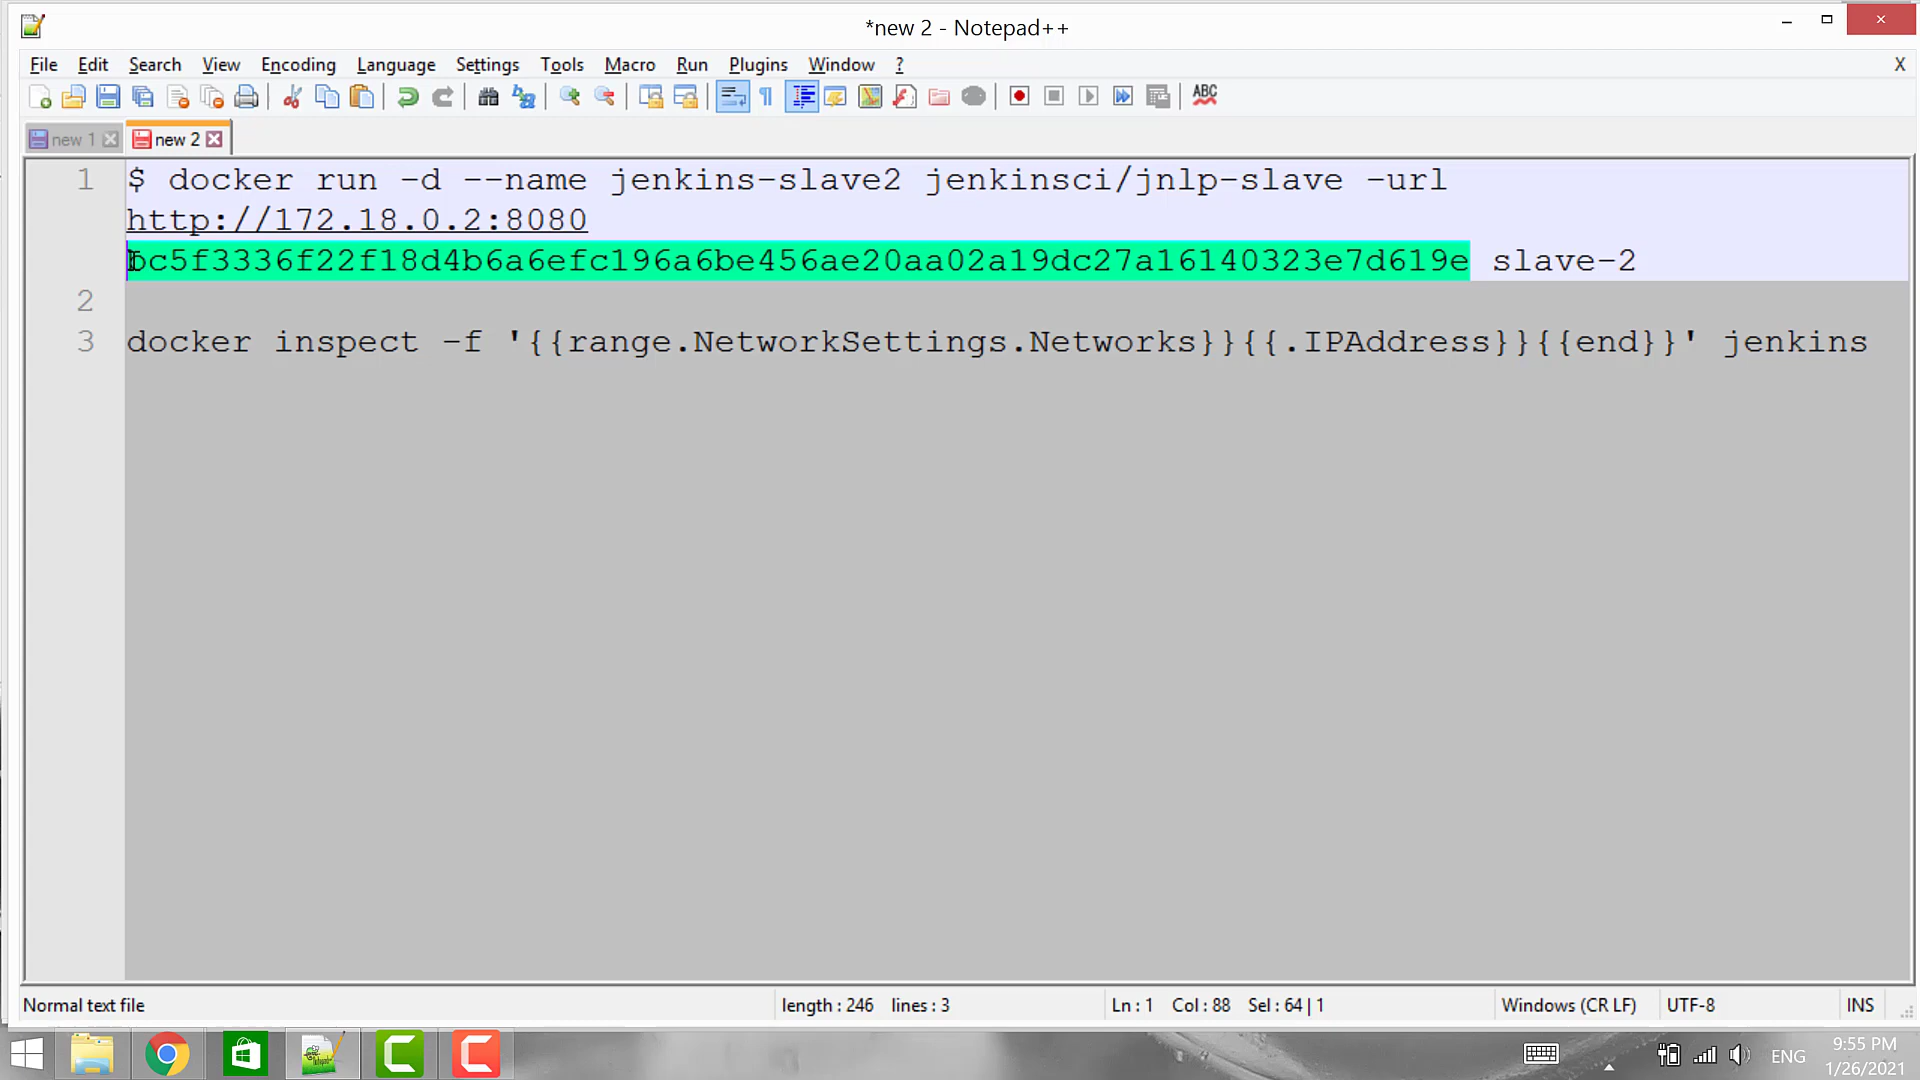 *new 2 - Notepad++
File Edit Search View Encoding Language Settings Tools Macro Run Plugins Window ? X
ABC
new 1 new 2
1 $ docker run -d --name jenkins-slave2 jenkinsci/jnlp-slave -url
http://172.18.0.2:8080
bc5f3336f22f18d4b6a6efc196a6be456ae20aa02a19dc27a16140323e7d619e slave-2
2
3 docker inspect -f '{{range.NetworkSettings.Networks}}{{.IPAddress}}{{end}}' jenkins
Normal text file length : 246 lines : 3 Ln : 1 Col : 88 Sel : 64 | 1 Windows (CR LF) UTF-8 INS
ENG
9:55 PM
1/26/2021